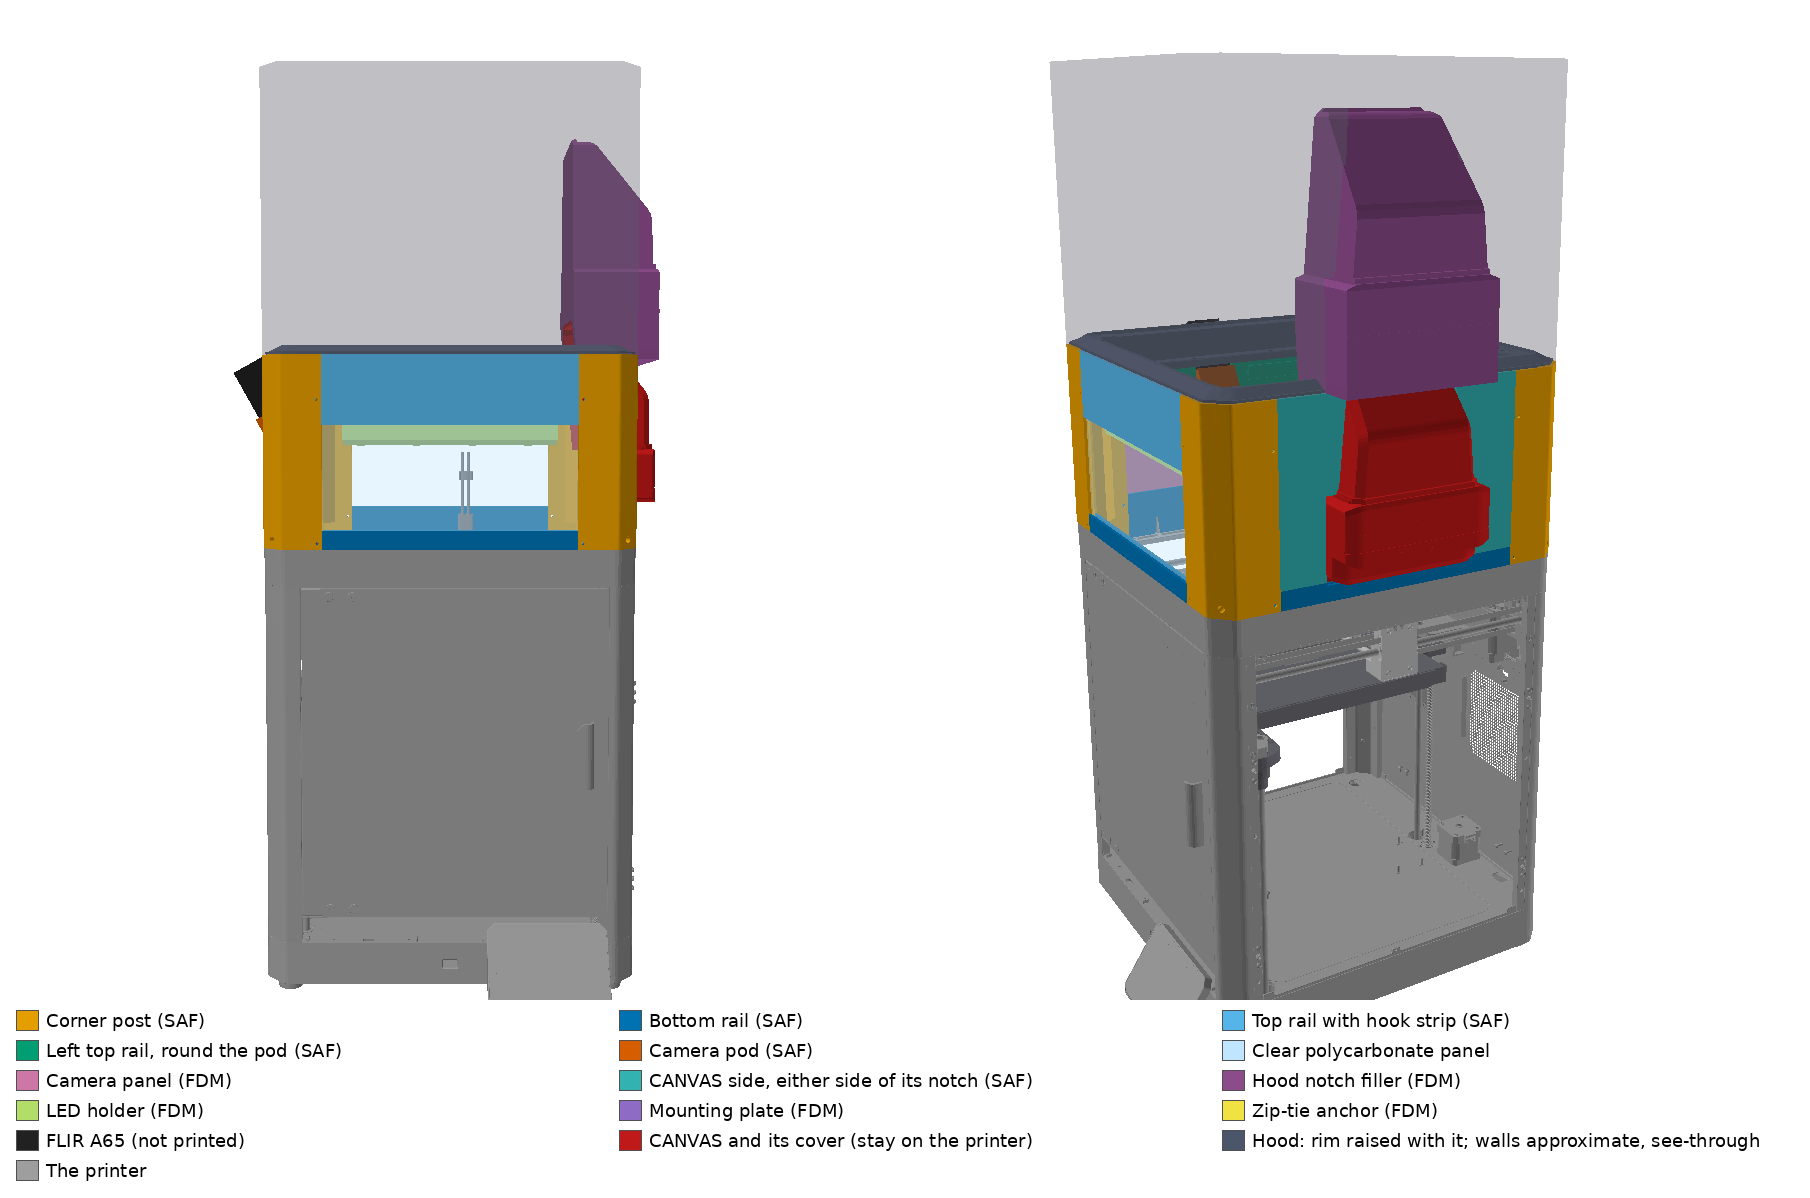 Corner post (SAF)
Bottom rail (SAF)
Top rail with hook strip (SAF)
Left top rail, round the pod (SAF)
Camera pod (SAF)
Clear polycarbonate panel
Camera panel (FDM)
CANVAS side, either side of its notch (SAF)
Hood notch filler (FDM)
LED holder (FDM)
Mounting plate (FDM)
Zip-tie anchor (FDM)
FLIR A65 (not printed)
CANVAS and its cover (stay on the printer)
Hood: rim raised with it; walls approximate, see-through
The printer